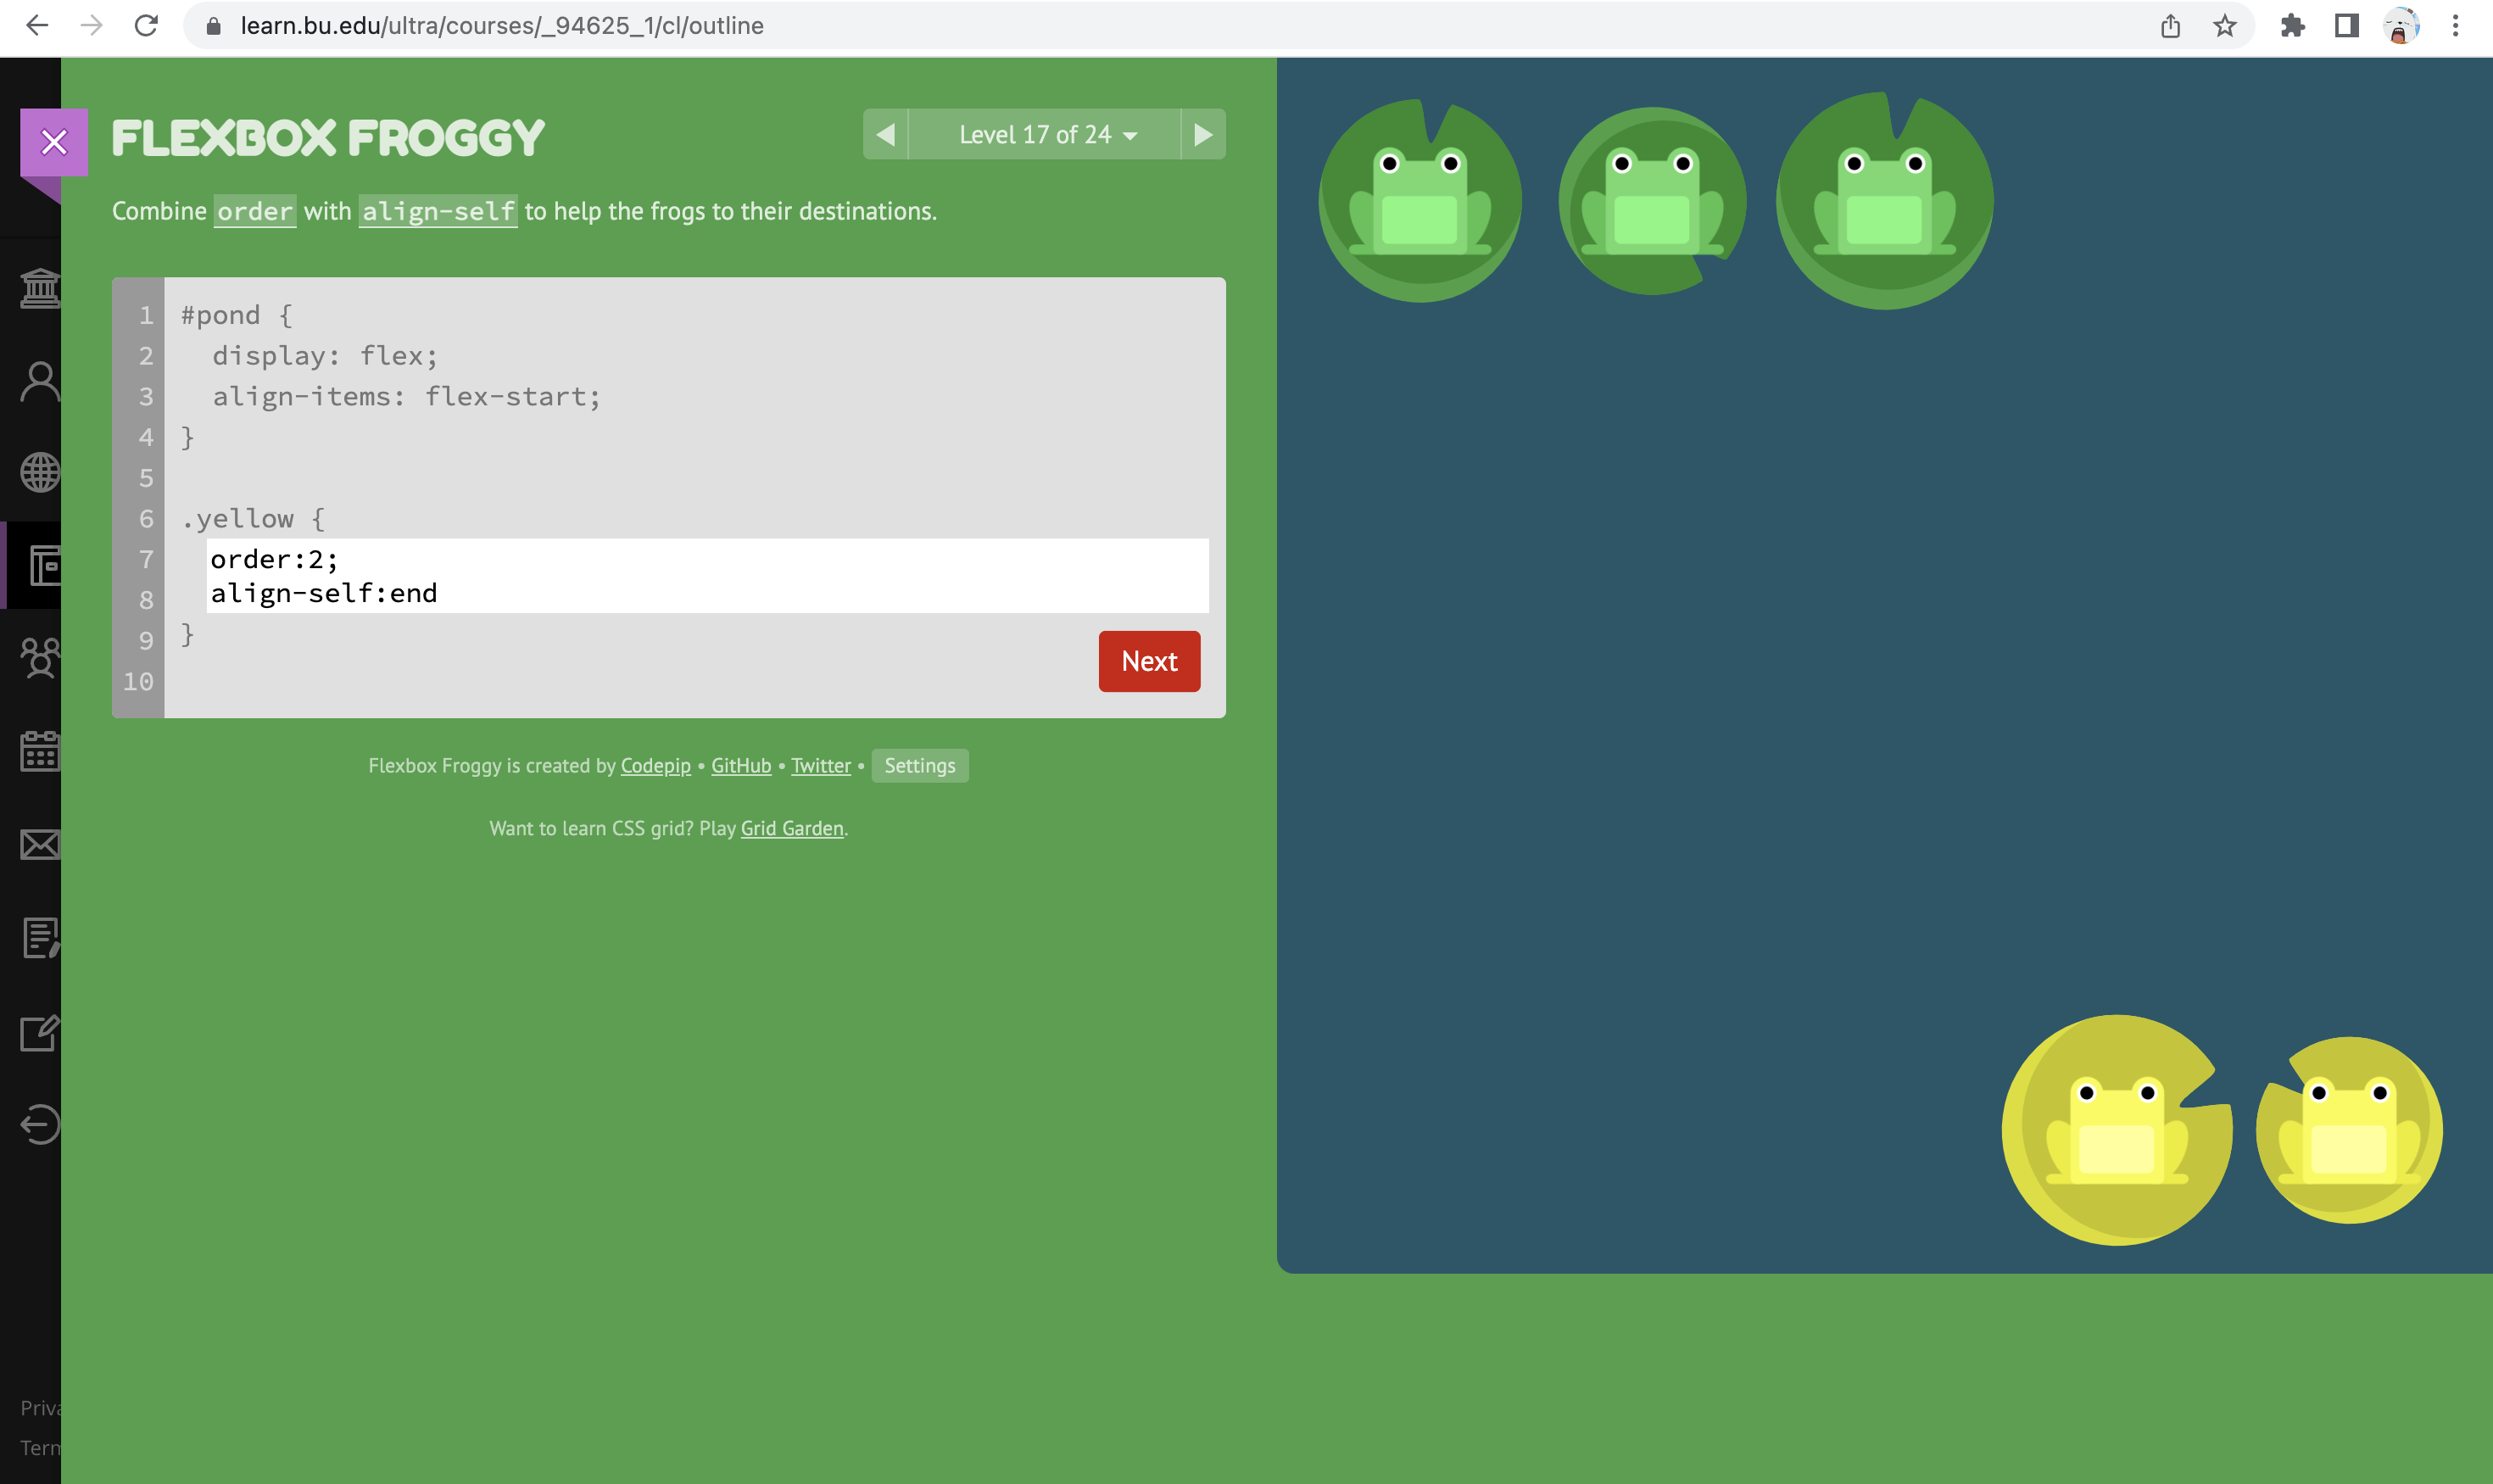 learn.bu.edu/ultra/courses/_94625_1/cl/outline
FLEXBOX FROGGY
Level 17 of 24
Combine order with align-self to help the frogs to their destinations.
1 #pond {
2 display: flex;
3 align-items: flex-start;
4 }
5
6 .yellow {
7 order:2;
8 align-self:end
9 }
10
Next
Flexbox Froggy is created by Codepip • GitHub • Twitter • Settings
Want to learn CSS grid? Play Grid Garden.
Priva
Term